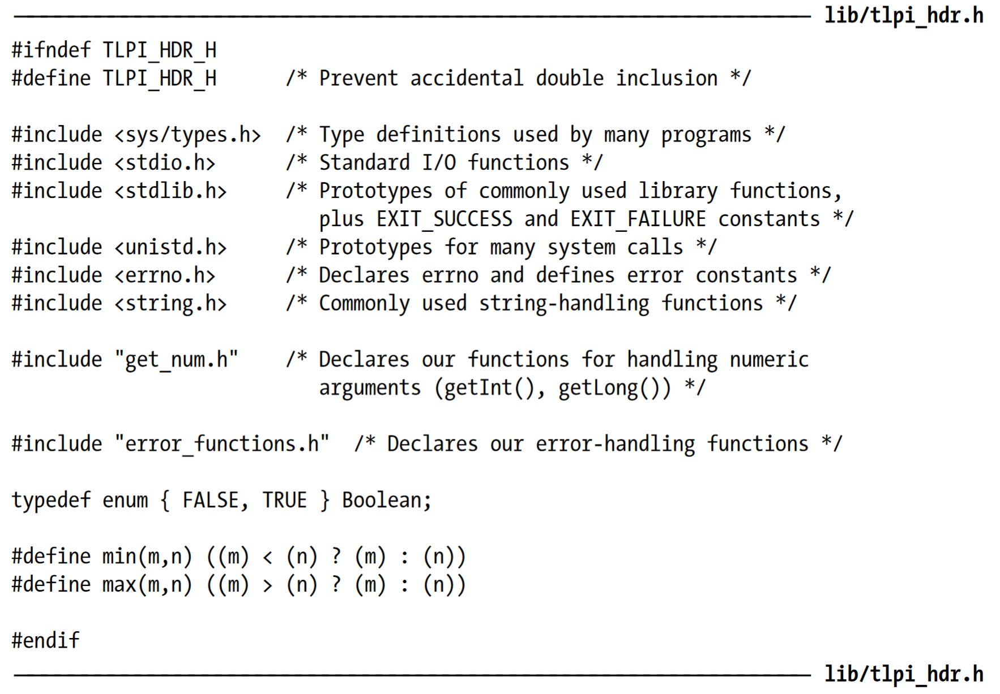 lib/tlpi_hdr.h
#ifndef TLPI_HDR_H
#define TLPI_HDR_H      /* Prevent accidental double inclusion */

#include <sys/types.h>  /* Type definitions used by many programs */
#include <stdio.h>      /* Standard I/O functions */
#include <stdlib.h>     /* Prototypes of commonly used library functions,
                           plus EXIT_SUCCESS and EXIT_FAILURE constants */
#include <unistd.h>     /* Prototypes for many system calls */
#include <errno.h>      /* Declares errno and defines error constants */
#include <string.h>     /* Commonly used string-handling functions */

#include "get_num.h"    /* Declares our functions for handling numeric
                           arguments (getInt(), getLong()) */

#include "error_functions.h"  /* Declares our error-handling functions */

typedef enum { FALSE, TRUE } Boolean;

#define min(m,n) ((m) < (n) ? (m) : (n))
#define max(m,n) ((m) > (n) ? (m) : (n))

#endif
lib/tlpi_hdr.h